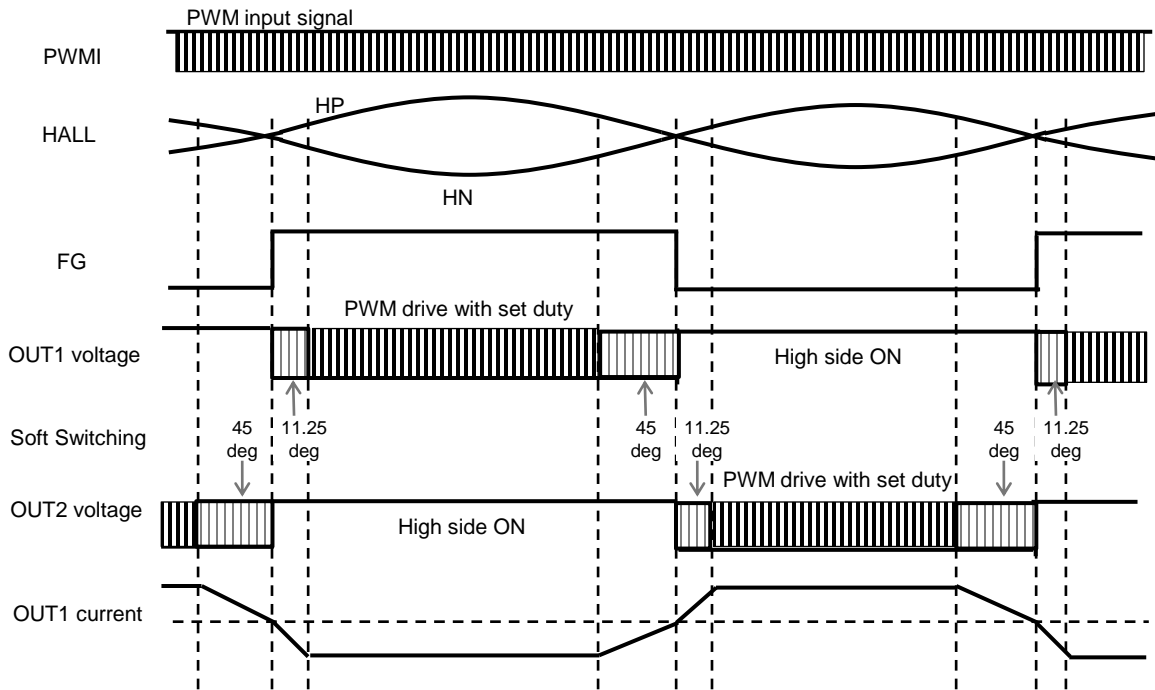 PWM input signal
PWMI
HP
HALL
HN
FG
PWM drive with set duty
OUT1 voltage
High side ON
Soft Switching
45 deg
11.25 deg
45 deg
11.25 deg
45 deg
11.25 deg
PWM drive with set duty
OUT2 voltage
High side ON
OUT1 current